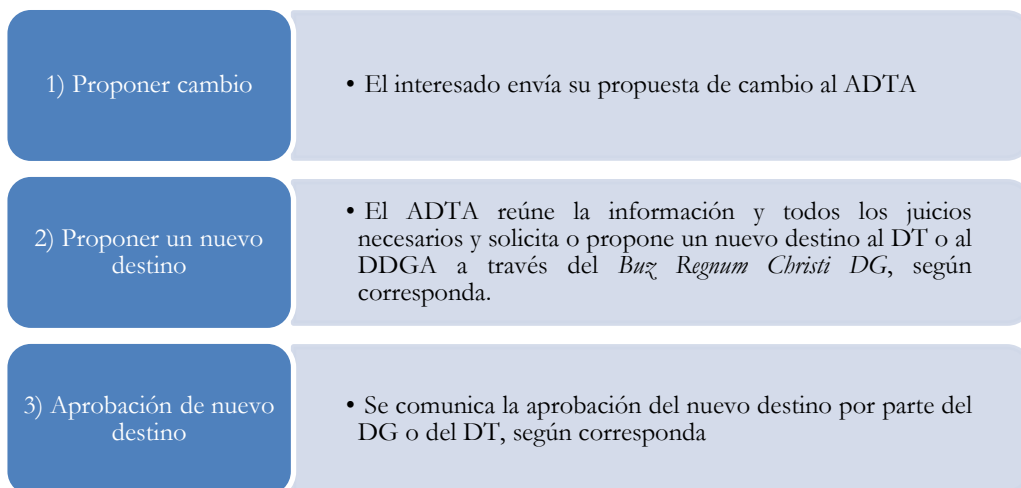 1) Proponer cambio
• El interesado envía su propuesta de cambio al ADTA
2) Proponer un nuevo
destino
• El ADTA reúne la información y todos los juicios
necesarios y solicita o propone un nuevo destino al DT o al
DDGA a través del Buz Regnum Christi DG, según
corresponda.
3) Aprobación de nuevo
destino
• Se comunica la aprobación del nuevo destino por parte del
DG o del DT, según corresponda